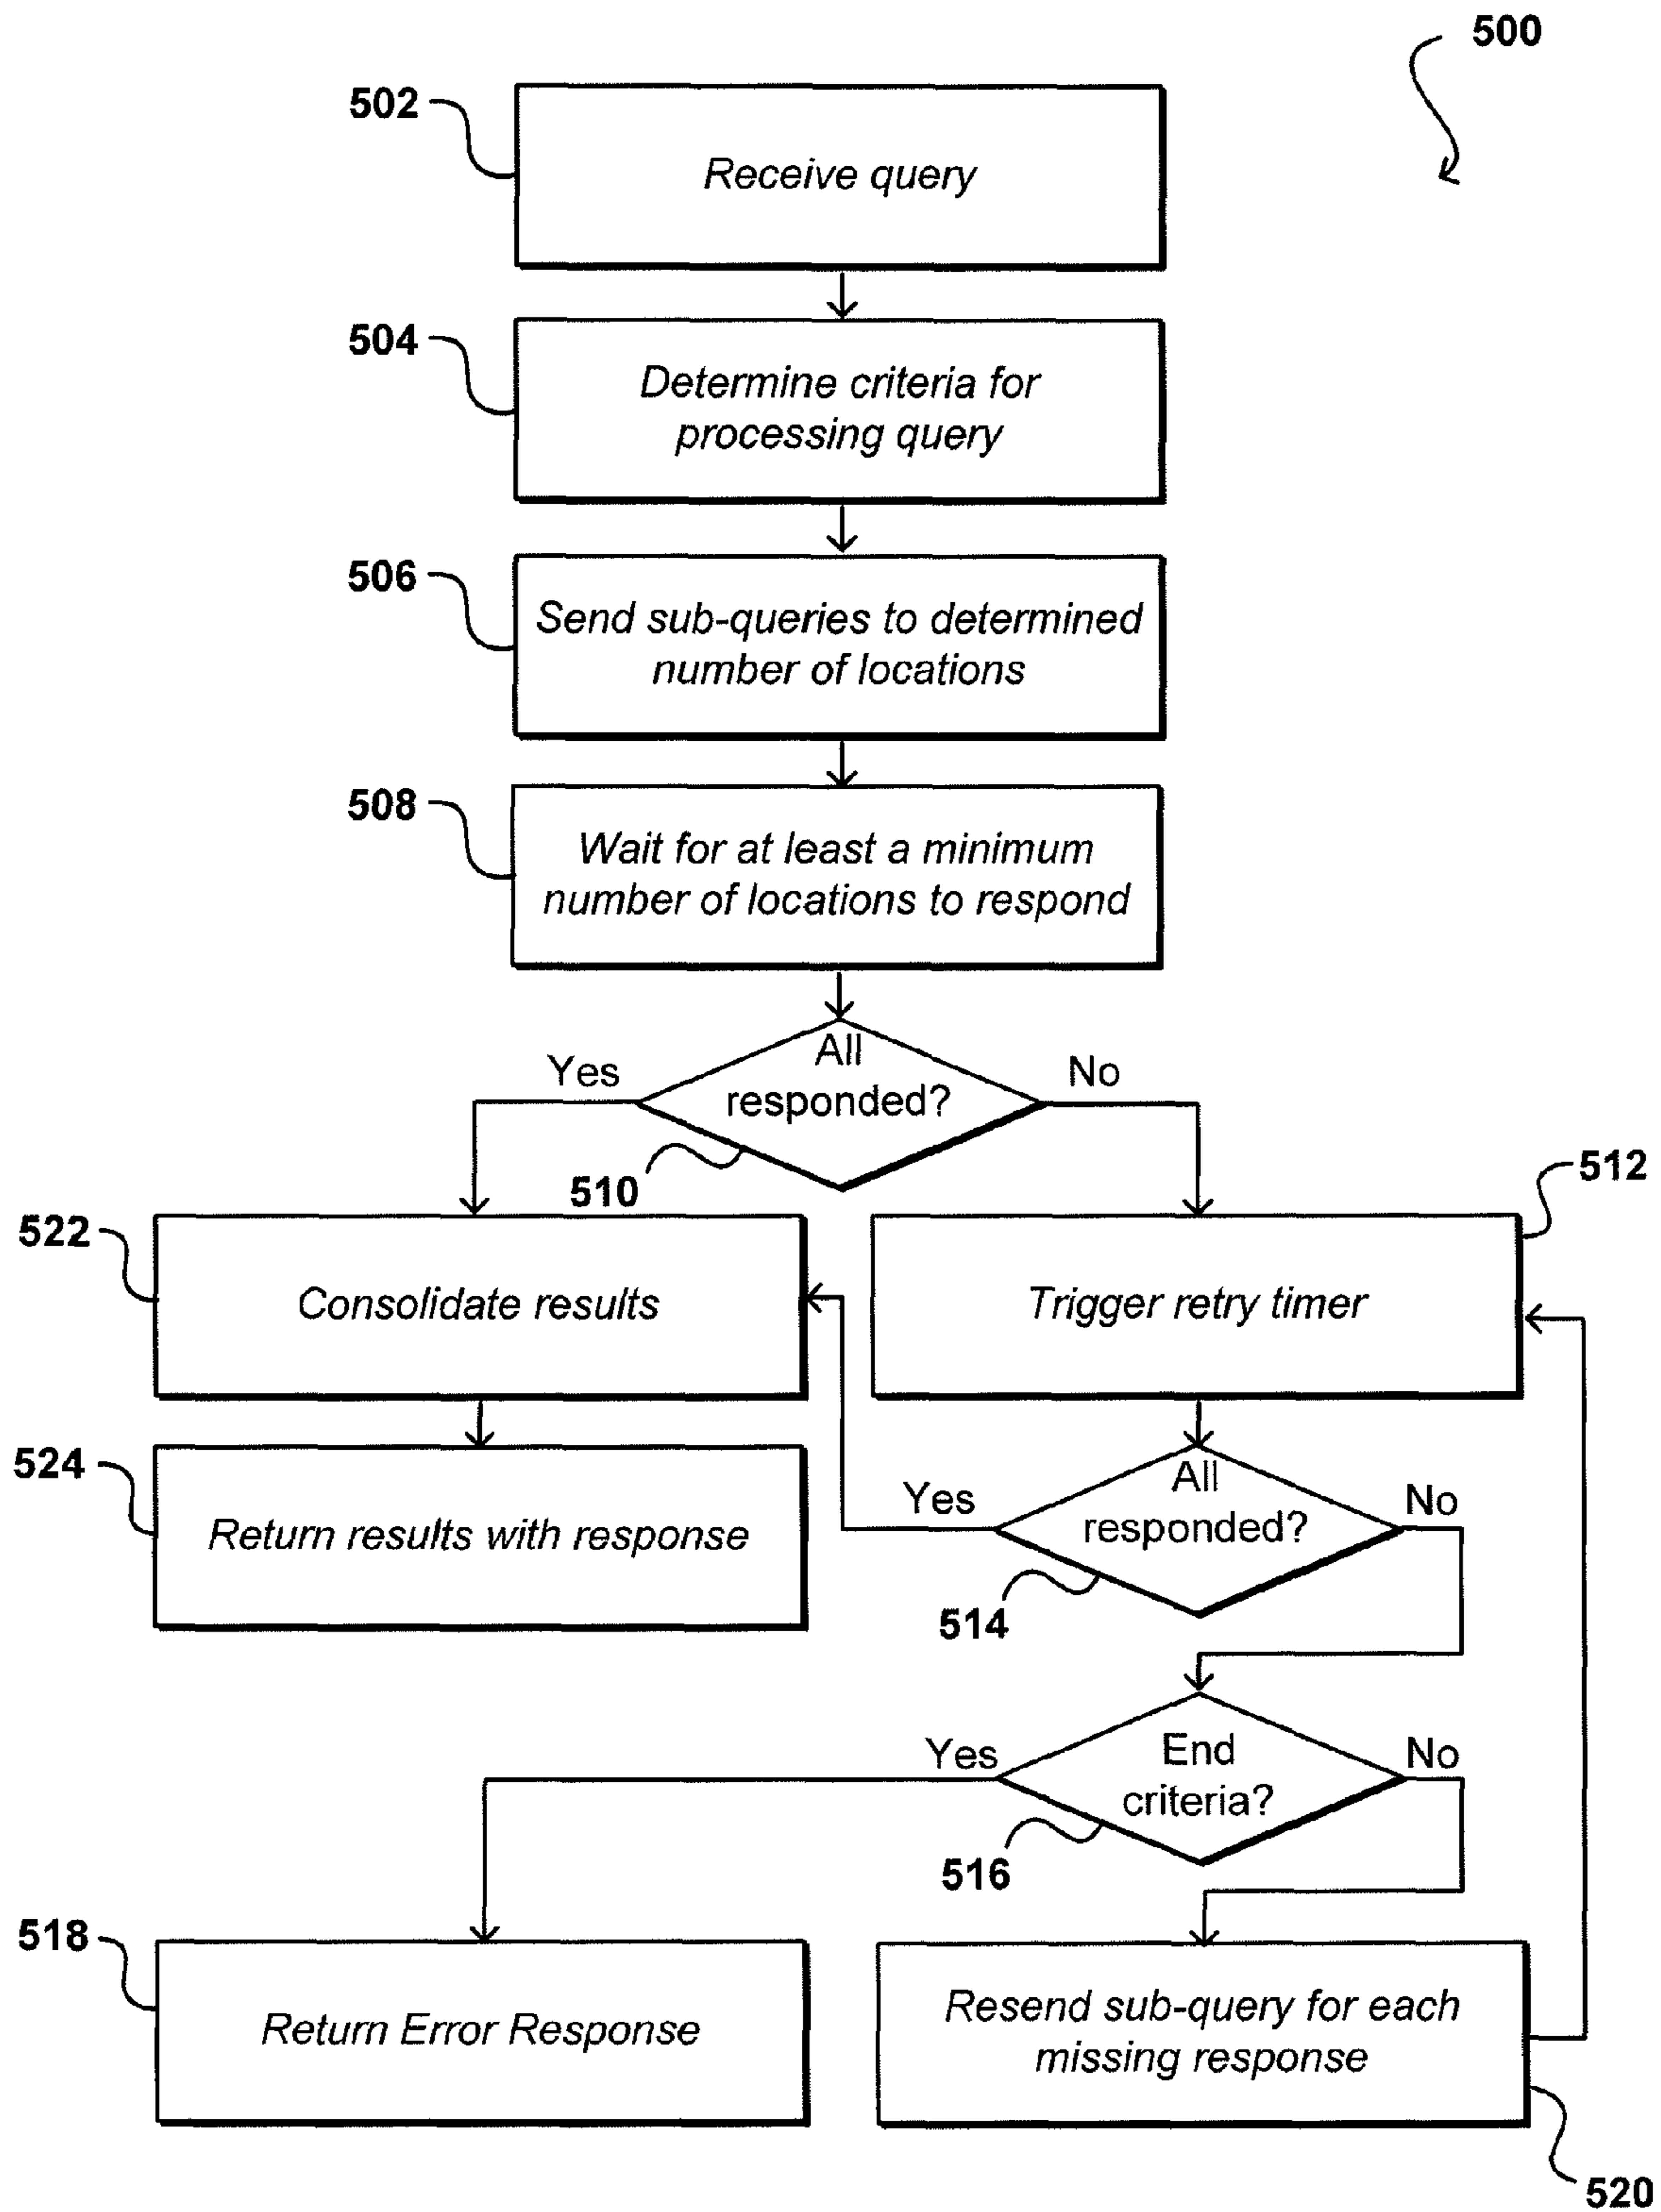 500
502
Receive query
504
Determine criteria for
processing query
506
Send sub-queries to determined
number of locations
508
Wait for at least a minimum
number of locations to respond
All
responded?
Yes
No
510
512
522
Consolidate results
Trigger retry timer
524
Return results with response
All
responded?
Yes
No
514
End
criteria?
Yes
No
516
518
Return Error Response
Resend sub-query for each
missing response
520